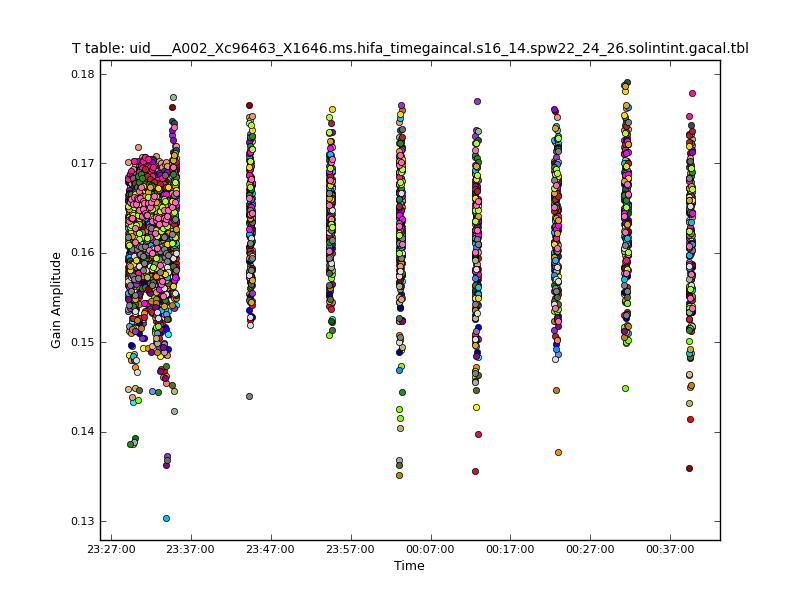 T table: uid___A002_Xc96463_X1646.ms.hifa_timegaincal.s16_14.spw22_24_26.solintint.gacal.tbl
0.18
0.17
0.16
0.15
0.14
0.13
Gain Amplitude
23:27:00 23:37:00 23:47:00 23:57:00 00:07:00 00:17:00 00:27:00 00:37:00
Time